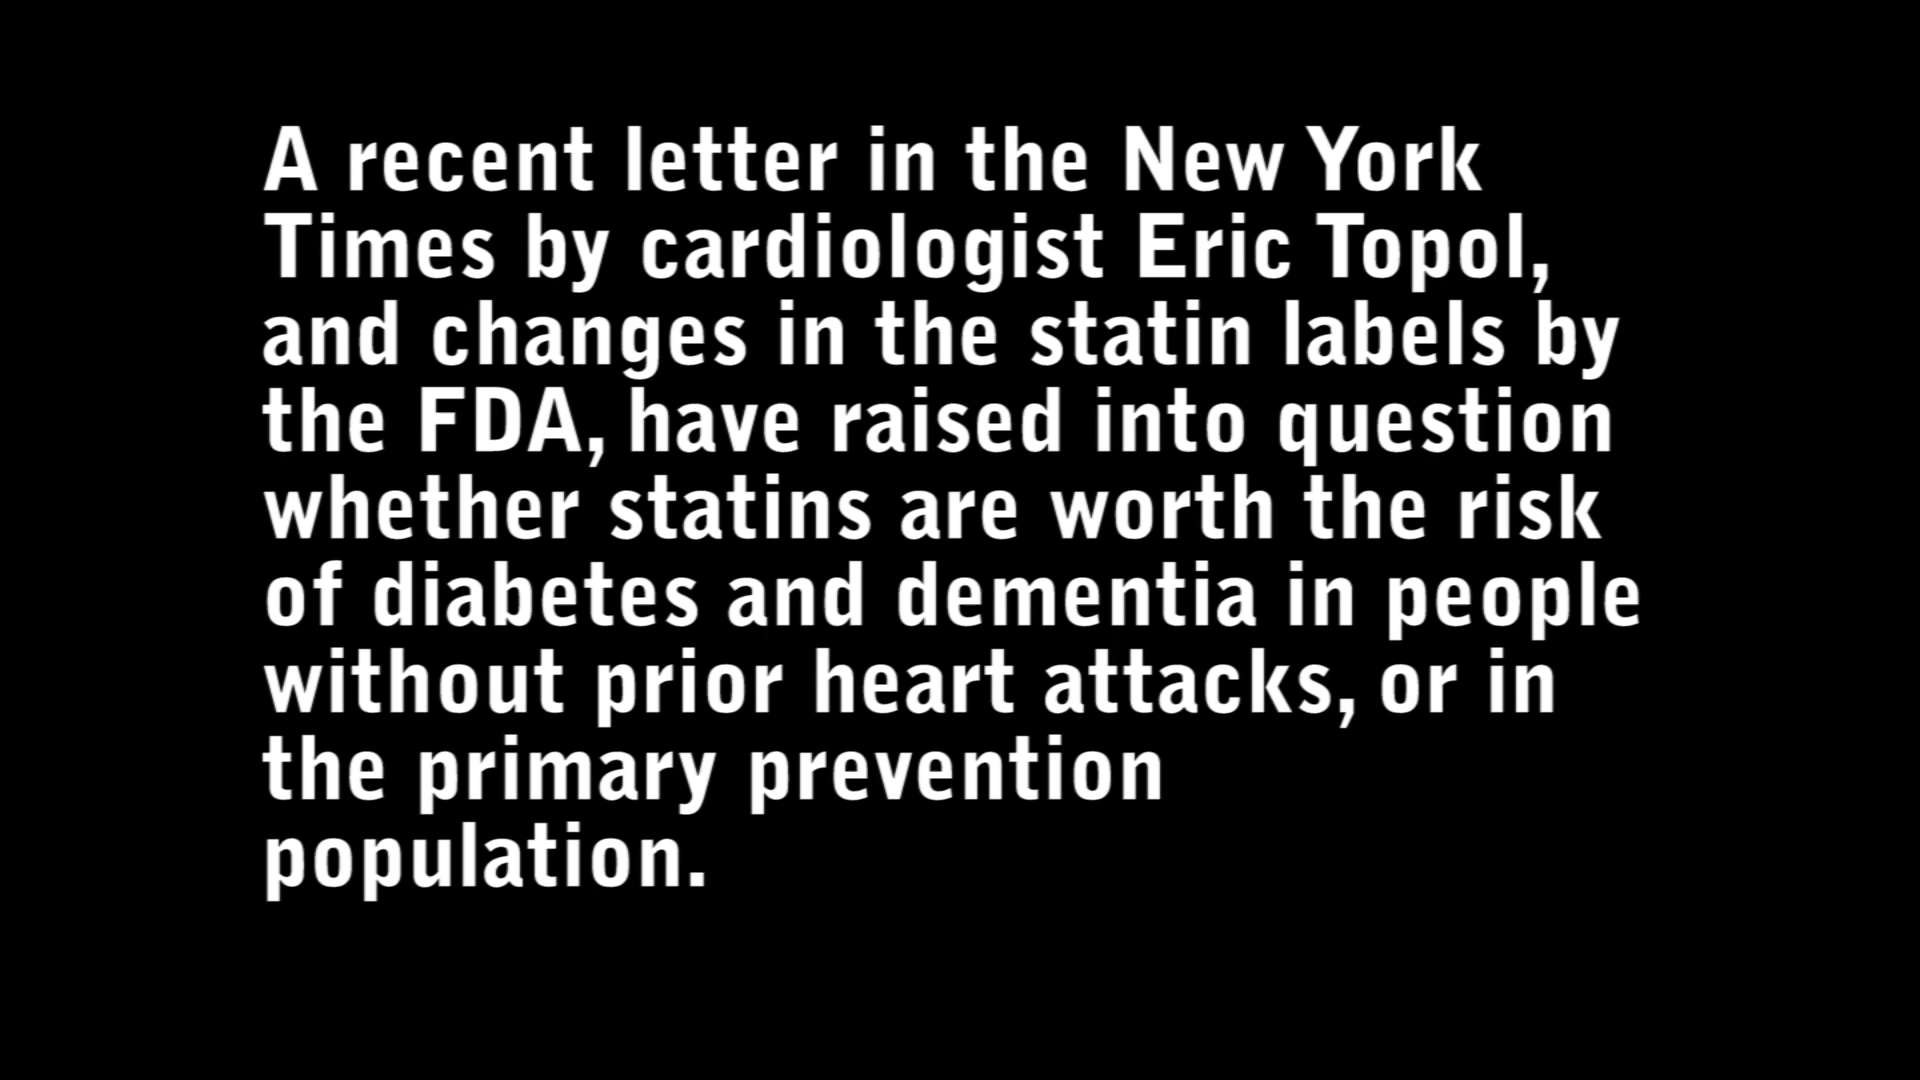 A recent letter in the New York
Times by cardiologist Eric Topol,
and changes in the statin labels by
the FDA, have raised into question
whether statins are worth the risk
of diabetes and dementia in people
without prior heart attacks, or in
the primary prevention
population.